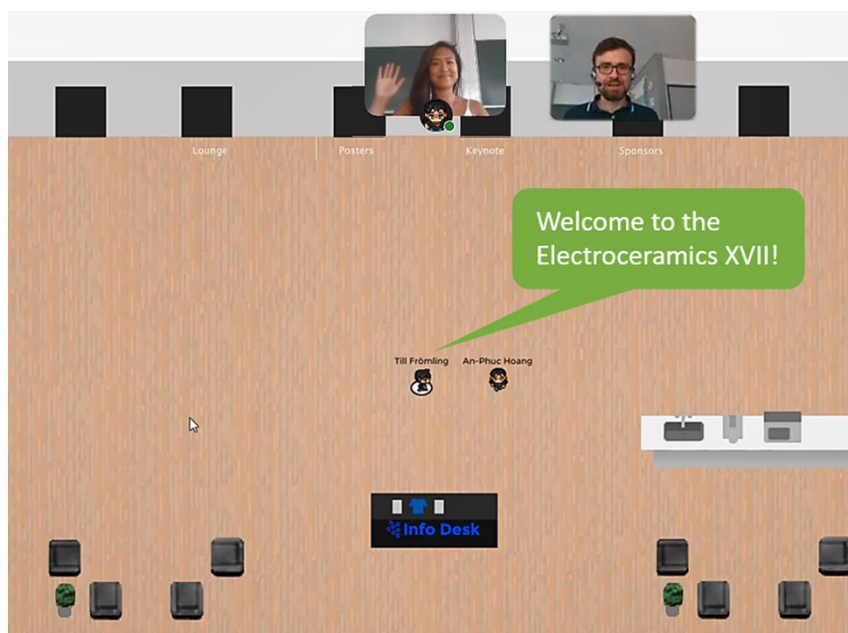 Lounge
Posters
Keynote
Sponsors
Welcome to the
Electroceramics XVII!
Till Frömling
An-Phuc Hoang
Info Desk